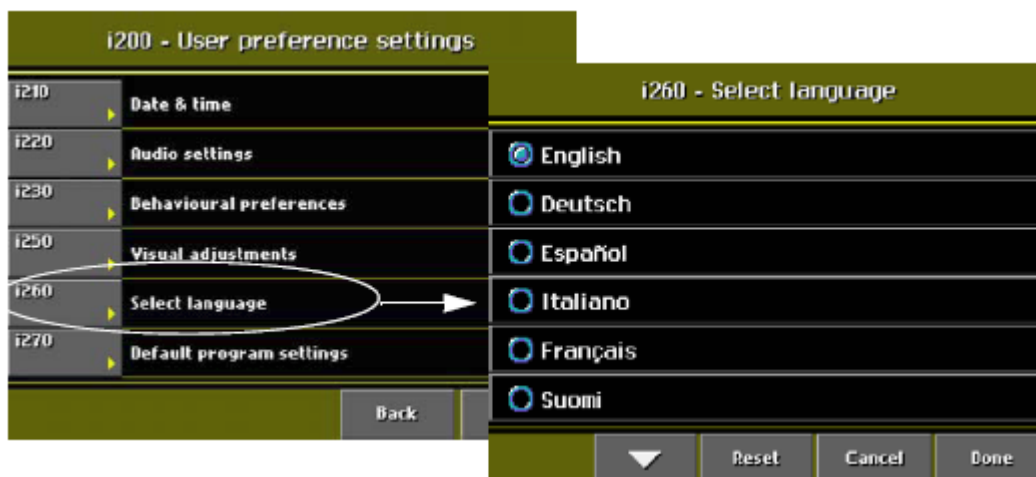 i200 - User preference settings
i210
Date & time
i220
Audio settings
i230
Behavioural preferences
i250
Visual adjustments
i260
Select language
i270
Default program settings
Back
i260 - Select language
English
Deutsch
Español
Italiano
Français
Suomi
Reset
Cancel
Done